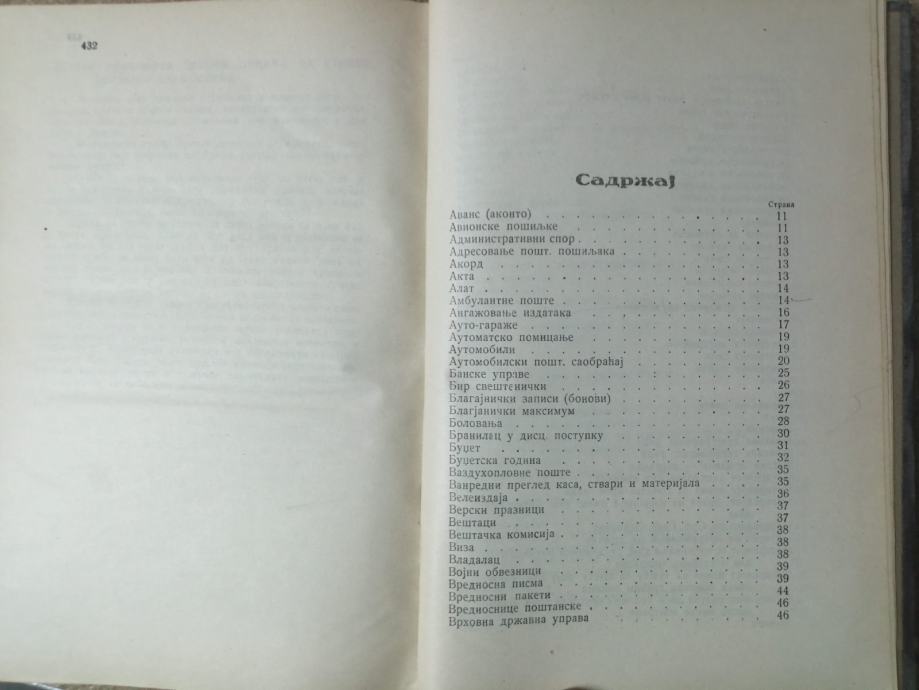 432
Садржај
Страна
Аванс (аконто) . . . . . . . . . . . . . 11
Авионске пошиљке . . . . . . . . . . . . 11
Административни спор . . . . . . . . . . . 13
Адресовање пошт. пошиљака . . . . . . . . . 13
Акорд . . . . . . . . . . . . . . . 13
Акта . . . . . . . . . . . . . . . 13
Алат . . . . . . . . . . . . . . . 14
Амбулантне поште . . . . . . . . . . . . 14
Ангажовање издатака . . . . . . . . . . . 16
Ауто-гараже . . . . . . . . . . . . . 17
Аутоматско помицање . . . . . . . . . . . 19
Аутомобили . . . . . . . . . . . . . 19
Аутомобилски пошт. саобраћај . . . . . . . . . 20
Банске управе . . . . . . . . . . . . . 25
Бир свештенички . . . . . . . . . . . . 26
Благајнички записи (бонови) . . . . . . . . . 27
Благјанички максимум . . . . . . . . . . . 27
Боловања . . . . . . . . . . . . . . 28
Бранилац у дисц. поступку . . . . . . . . . 30
Буџет . . . . . . . . . . . . . . . 31
Буџетска година . . . . . . . . . . . . 32
Ваздухопловне поште . . . . . . . . . . . 35
Ванредни преглед каса, ствари и материјала . . . . 35
Велеиздаја . . . . . . . . . . . . . . 36
Верски празници . . . . . . . . . . . . 37
Вештаци . . . . . . . . . . . . . . 37
Вештачка комисија . . . . . . . . . . . . 38
Виза . . . . . . . . . . . . . . . 38
Владалац . . . . . . . . . . . . . . 38
Војни обвезници . . . . . . . . . . . . 39
Вредносна писма . . . . . . . . . . . . 39
Вредносни пакети . . . . . . . . . . . . 44
Вредноснице поштанске . . . . . . . . . . . 46
Врховна државна управа . . . . . . . . . . 46